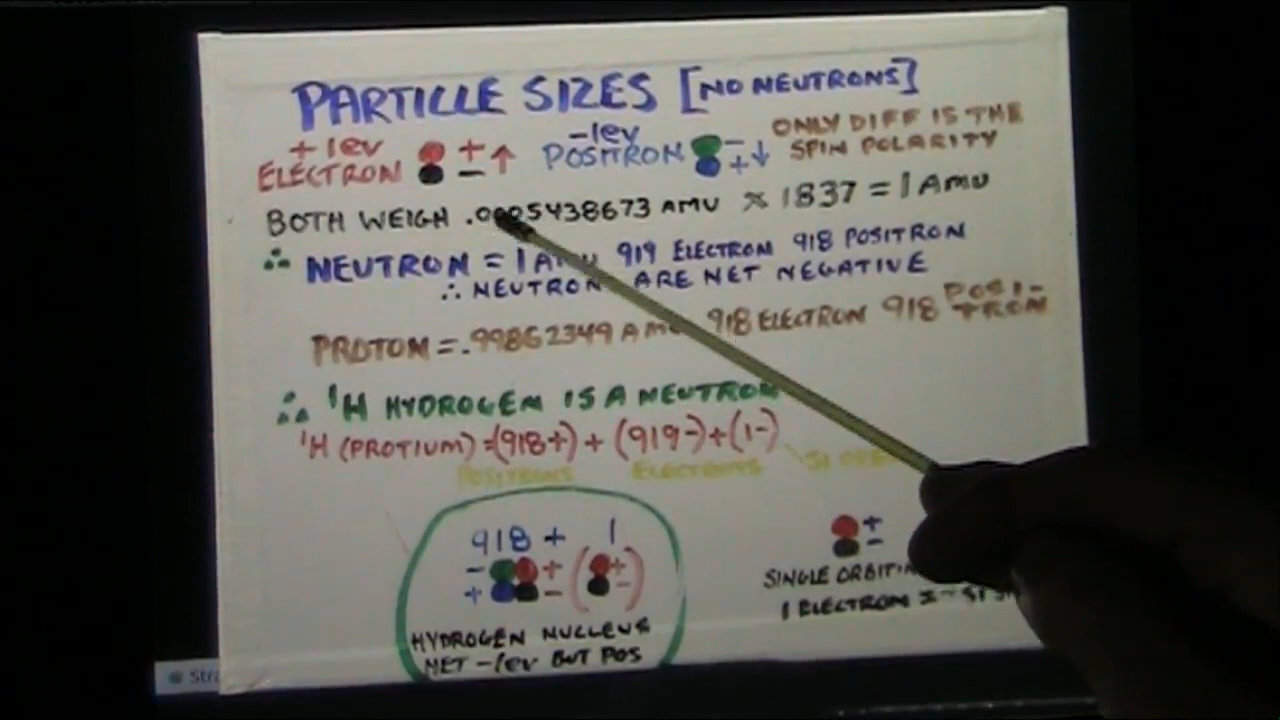 PARTICLE SIZES [NO NEUTRONS]
+1ev ELECTRON + - ↑ -1ev POSITRON - + ↓ ONLY DIFF IS THE SPIN POLARITY
BOTH WEIGH .0005438673 AMU × 1837 = 1 AMU
∴ NEUTRON = 1 AMU 919 ELECTRON 918 POSITRON
∴ NEUTRON ARE NET NEGATIVE
PROTON = .99862349 AMU 918 ELECTRON 918 POSI-TRON
∴ ¹H HYDROGEN IS A NEUTRON
¹H (PROTIUM) = (918+) + (919-) + (1-)
POSITRONS ELECTRONS
918 + 1
- + ( + )
+ - ( - )
HYDROGEN NUCLEUS
NET -1ev BUT POS
+
-
SINGLE
1 ELECTRON
Stra